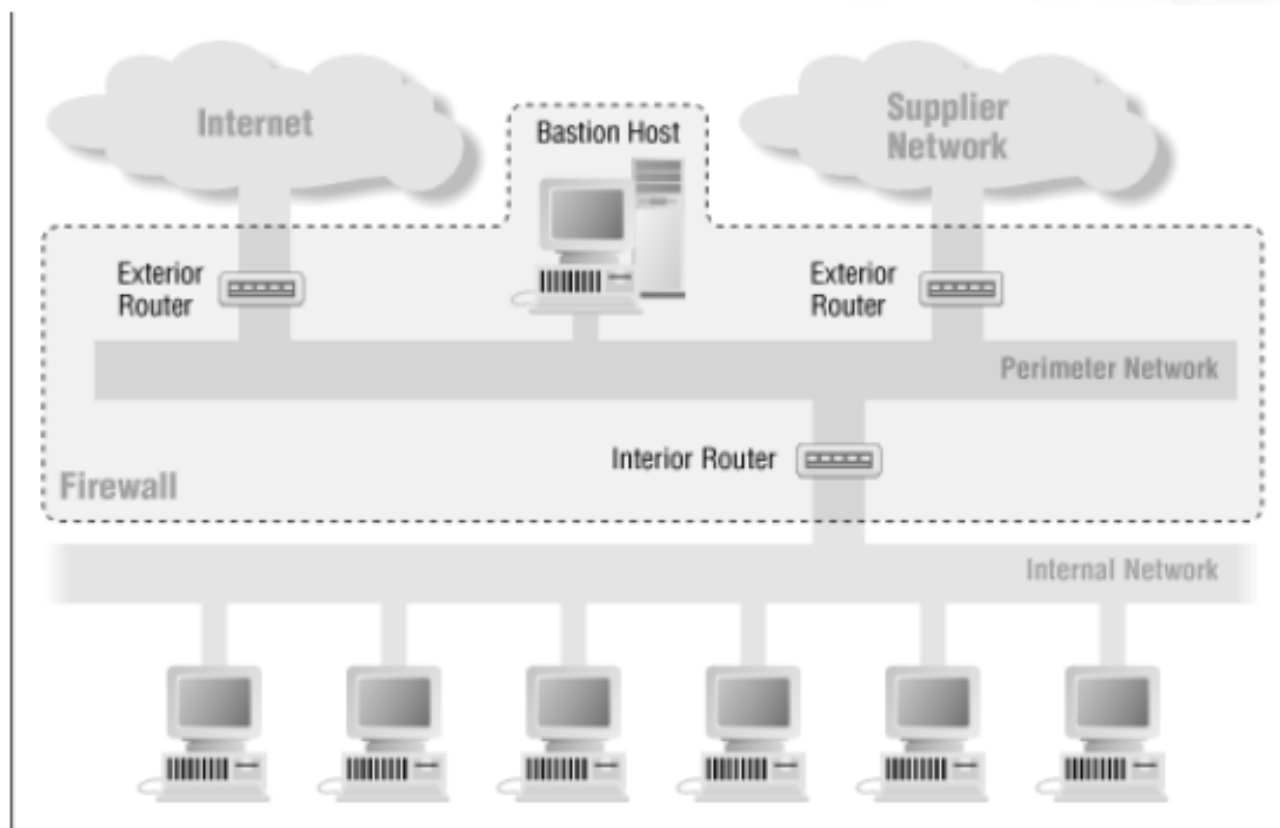 Internet
Supplier
Network
Bastion Host
Exterior
Router
Exterior
Router
Perimeter Network
Interior Router
Firewall
Internal Network